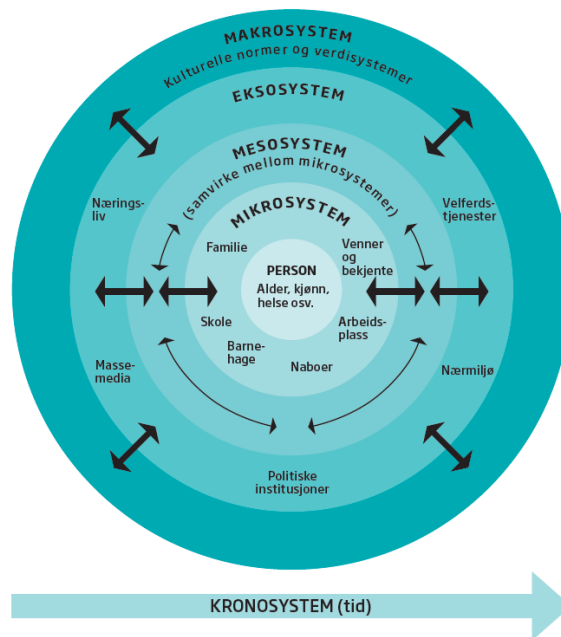 MAKROSYSTEM
Kulturelle normer og verdisystemer
EKSOSYSTEM
MESOSYSTEM
(samvirke mellom mikrosystemer)
MIKROSYSTEM
Nærings-
liv
Velferds-
tjenester
Familie
Venner
og
bekjente
PERSON
Alder, kjønn,
helse osv.
Skole
Arbeids-
plass
Barne-
hage
Naboer
Masse-
media
Nærmiljø
Politiske
institusjoner
KRONOSYSTEM (tid)